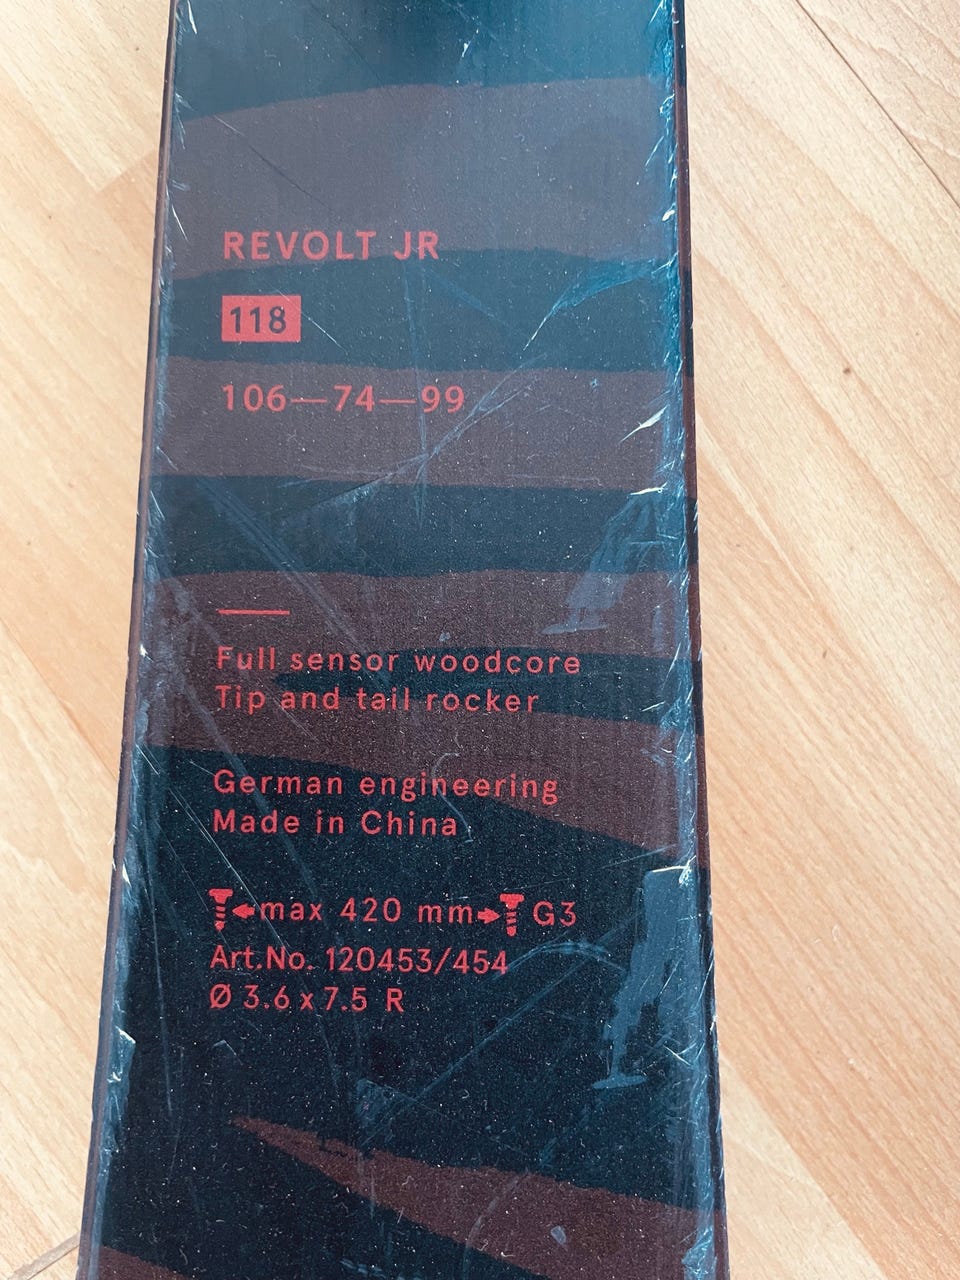 REVOLT JR
118
106—74—99
Full sensor woodcore
Tip and tail rocker
German engineering
Made in China
max 420 mm G3
Art.No. 120453/454
Ø 3.6 x 7.5 R